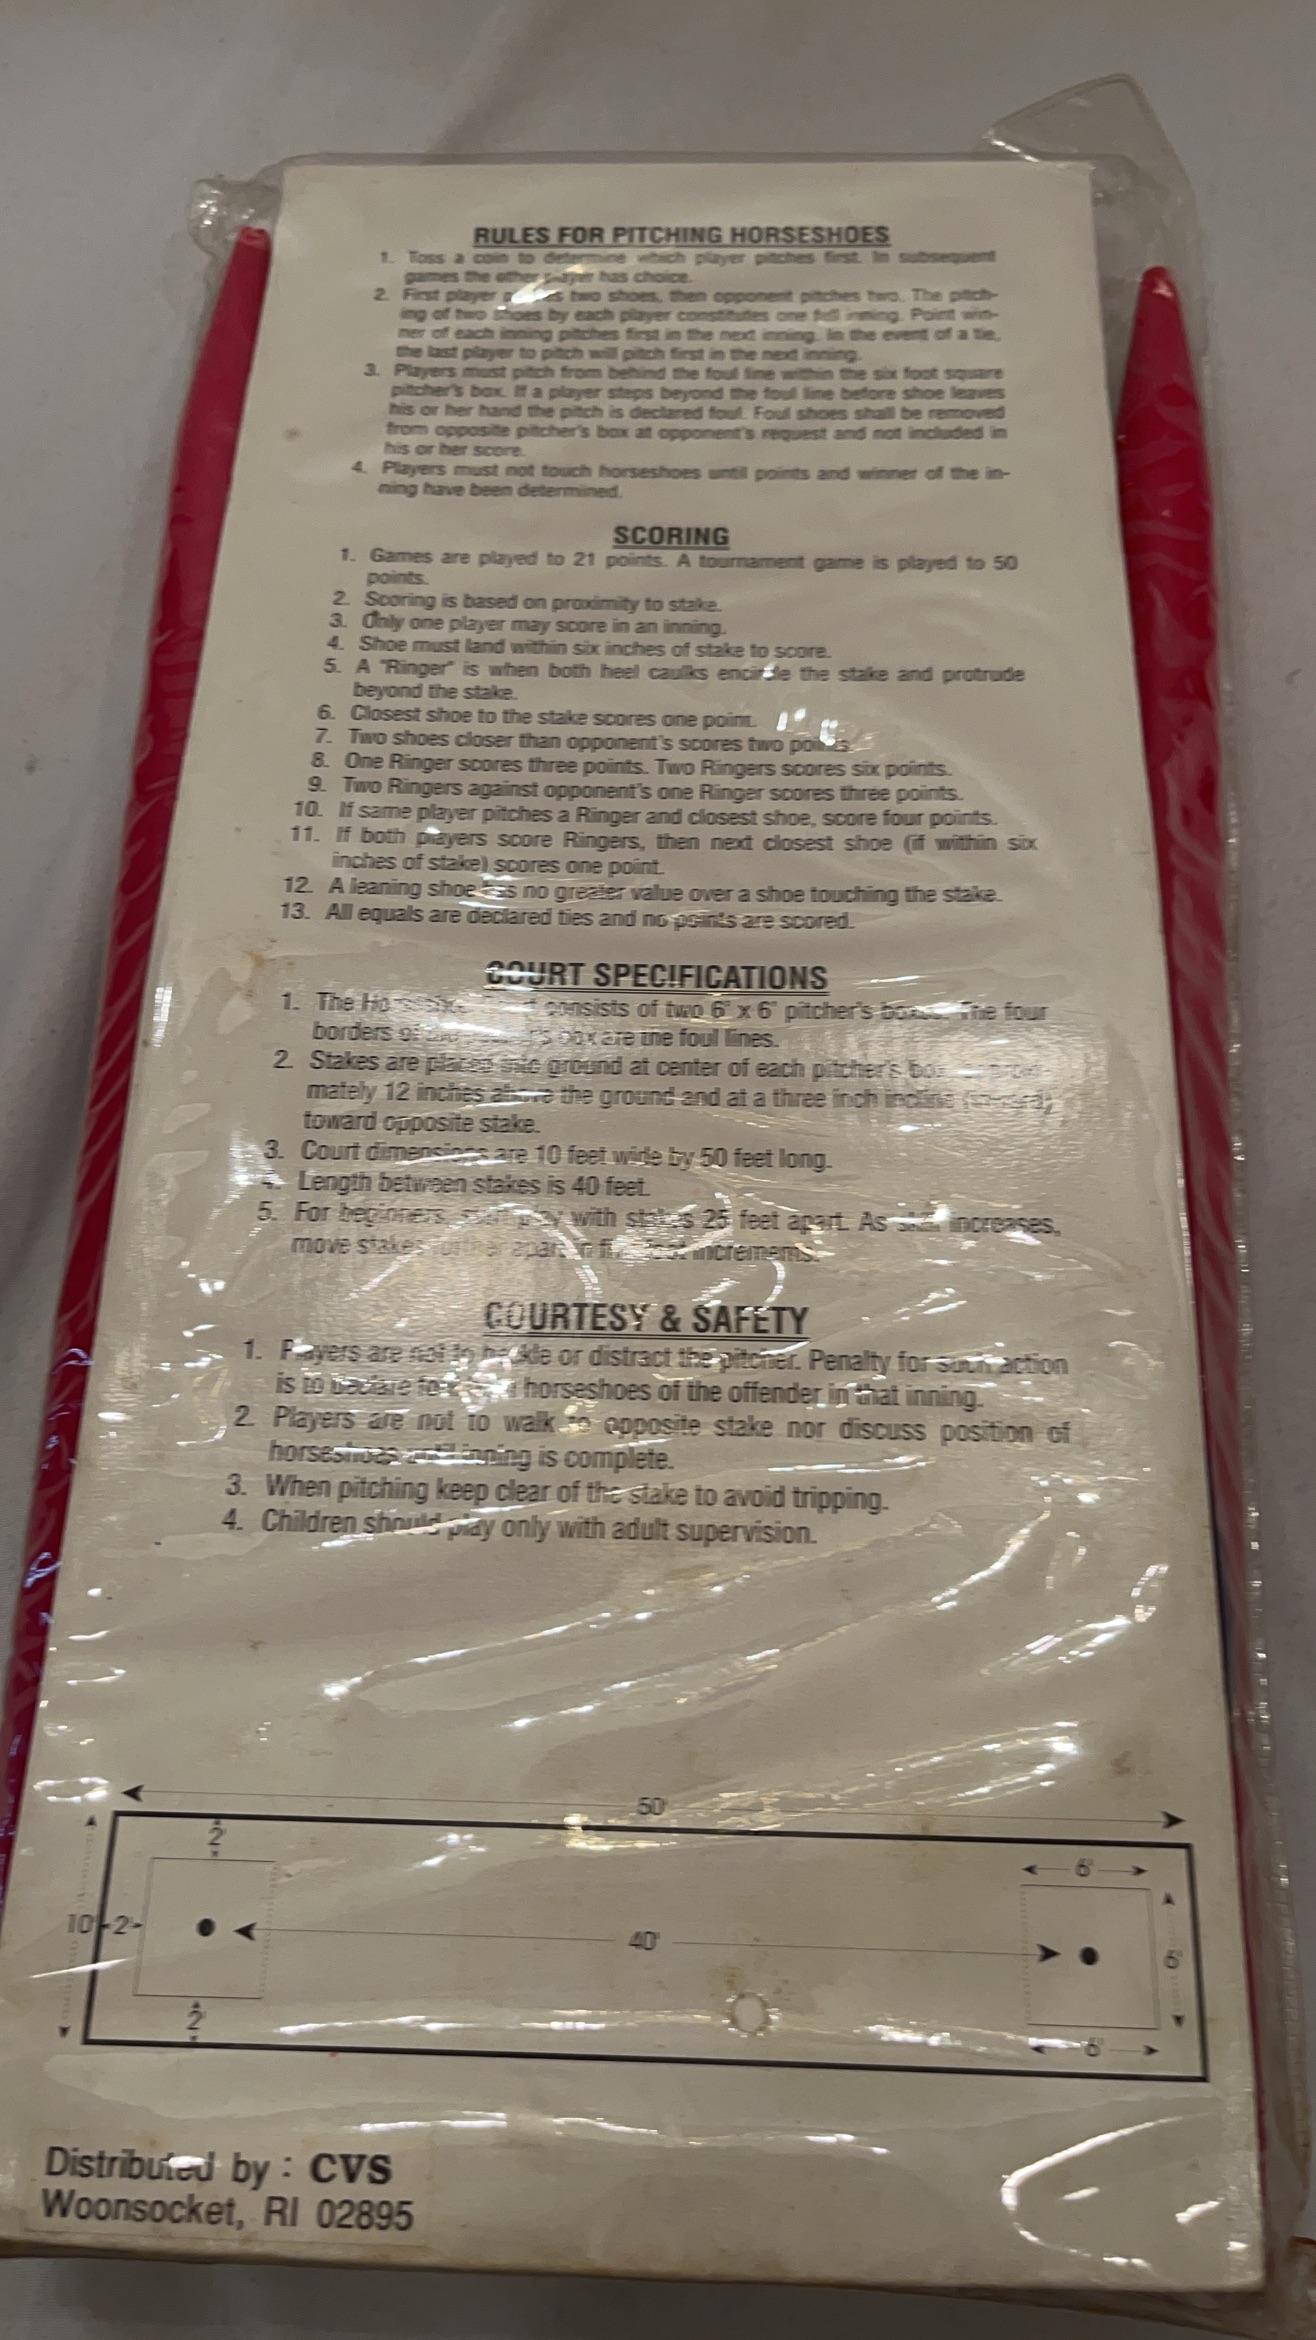 RULES FOR PITCHING HORSESHOES
1. Toss a coin to determine which player pitches first. In subsequent
games the other player has choice.
2. First player two shoes, then opponent pitches two. The pitch-
ing of two shoes by each player constitutes one full inning. Point win-
ner of each inning pitches first in the next inning. In the event of a tie,
the last player to pitch will pitch first in the next inning.
3. Players must pitch from behind the foul line within the six foot square
pitcher's box. If a player steps beyond the foul line before shoe leaves
his or her hand the pitch is declared foul. Foul shoes shall be removed
from opposite pitcher's box at opponent's request and not included in
his or her score.
4. Players must not touch horseshoes until points and winner of the in-
ning have been determined.
SCORING
1. Games are played to 21 points. A tournament game is played to 50
points.
2. Scoring is based on proximity to stake.
3. Only one player may score in an inning.
4. Shoe must land within six inches of stake to score.
5. A "Ringer" is when both heel caulks encircle the stake and protrude
beyond the stake.
6. Closest shoe to the stake scores one point.
7. Two shoes closer than opponent's scores two points.
8. One Ringer scores three points. Two Ringers scores six points.
9. Two Ringers against opponent's one Ringer scores three points.
10. If same player pitches a Ringer and closest shoe, score four points.
11. If both players score Ringers, then next closest shoe (if within six
inches of stake) scores one point.
12. A leaning shoe has no greater value over a shoe touching the stake.
13. All equals are declared ties and no points are scored.
COURT SPECIFICATIONS
1. The consists of two 6' x 6' pitcher's boxes. The four
borders of box are the foul lines.
2. Stakes are placed into ground at center of each pitcher's box
mately 12 inches above the ground and at a three inch incline
toward opposite stake.
3. Court dimensions are 10 feet wide by 50 feet long.
4. Length between stakes is 40 feet.
5. For beginners, with stakes 25 feet apart. As skill increases,
move stakes apart in increments.
COURTESY & SAFETY
1. Players are not to heckle or distract the pitcher. Penalty for such action
is to declare horseshoes of the offender in that inning.
2. Players are not to walk to opposite stake nor discuss position of
horseshoes until inning is complete.
3. When pitching keep clear of the stake to avoid tripping.
4. Children should play only with adult supervision.
50'
2'
6'
10'
2'
40'
6'
2'
6'
Distributed by : CVS
Woonsocket, RI 02895